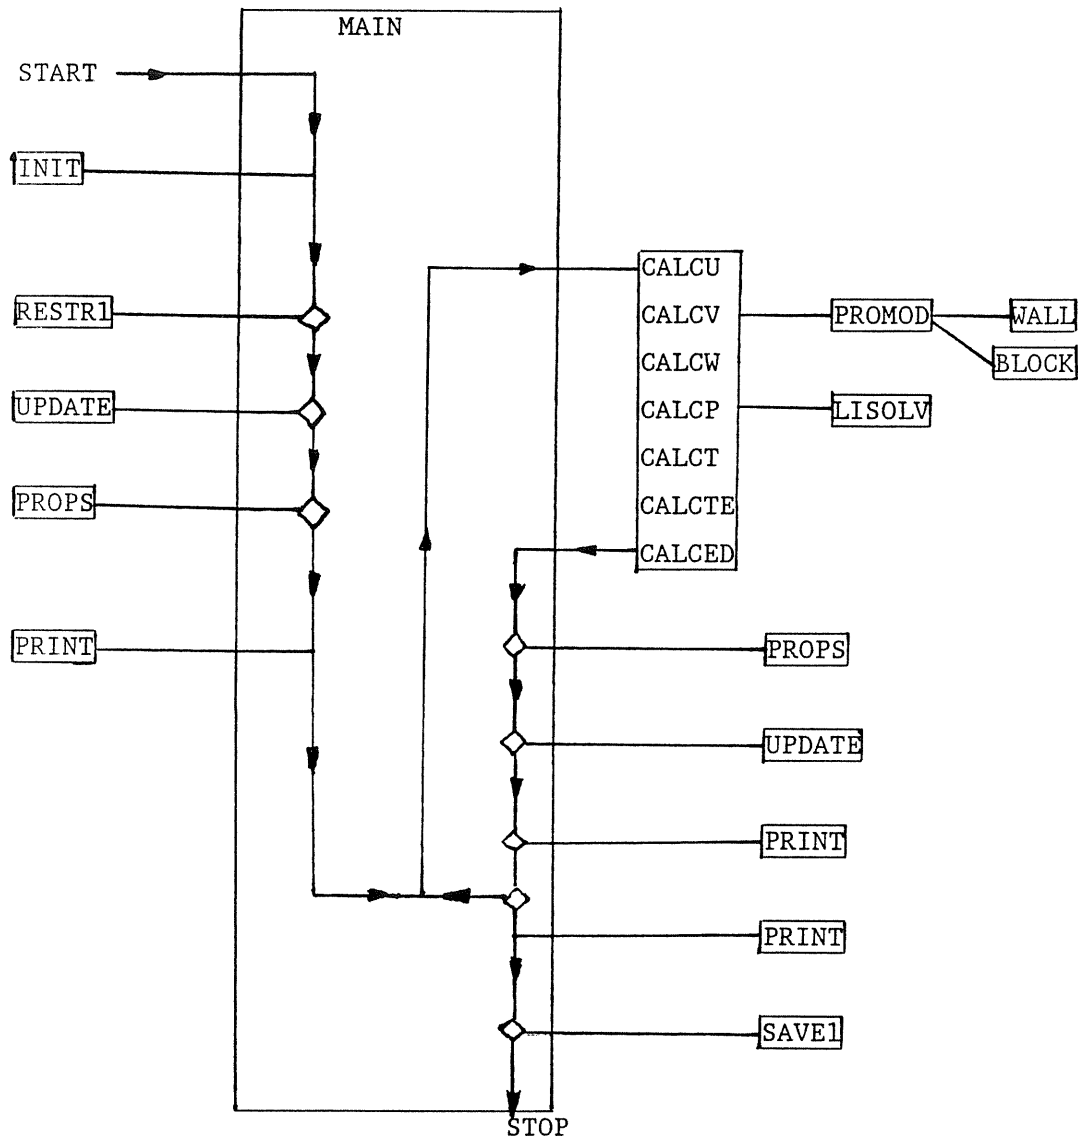 MAIN
START
INIT
RESTR1
UPDATE
PROPS
PRINT
CALCU
CALCV
CALCW
CALCP
CALCT
CALCTE
CALCED
PROMOD
WALL
BLOCK
LISOLV
PROPS
UPDATE
PRINT
PRINT
SAVE1
STOP